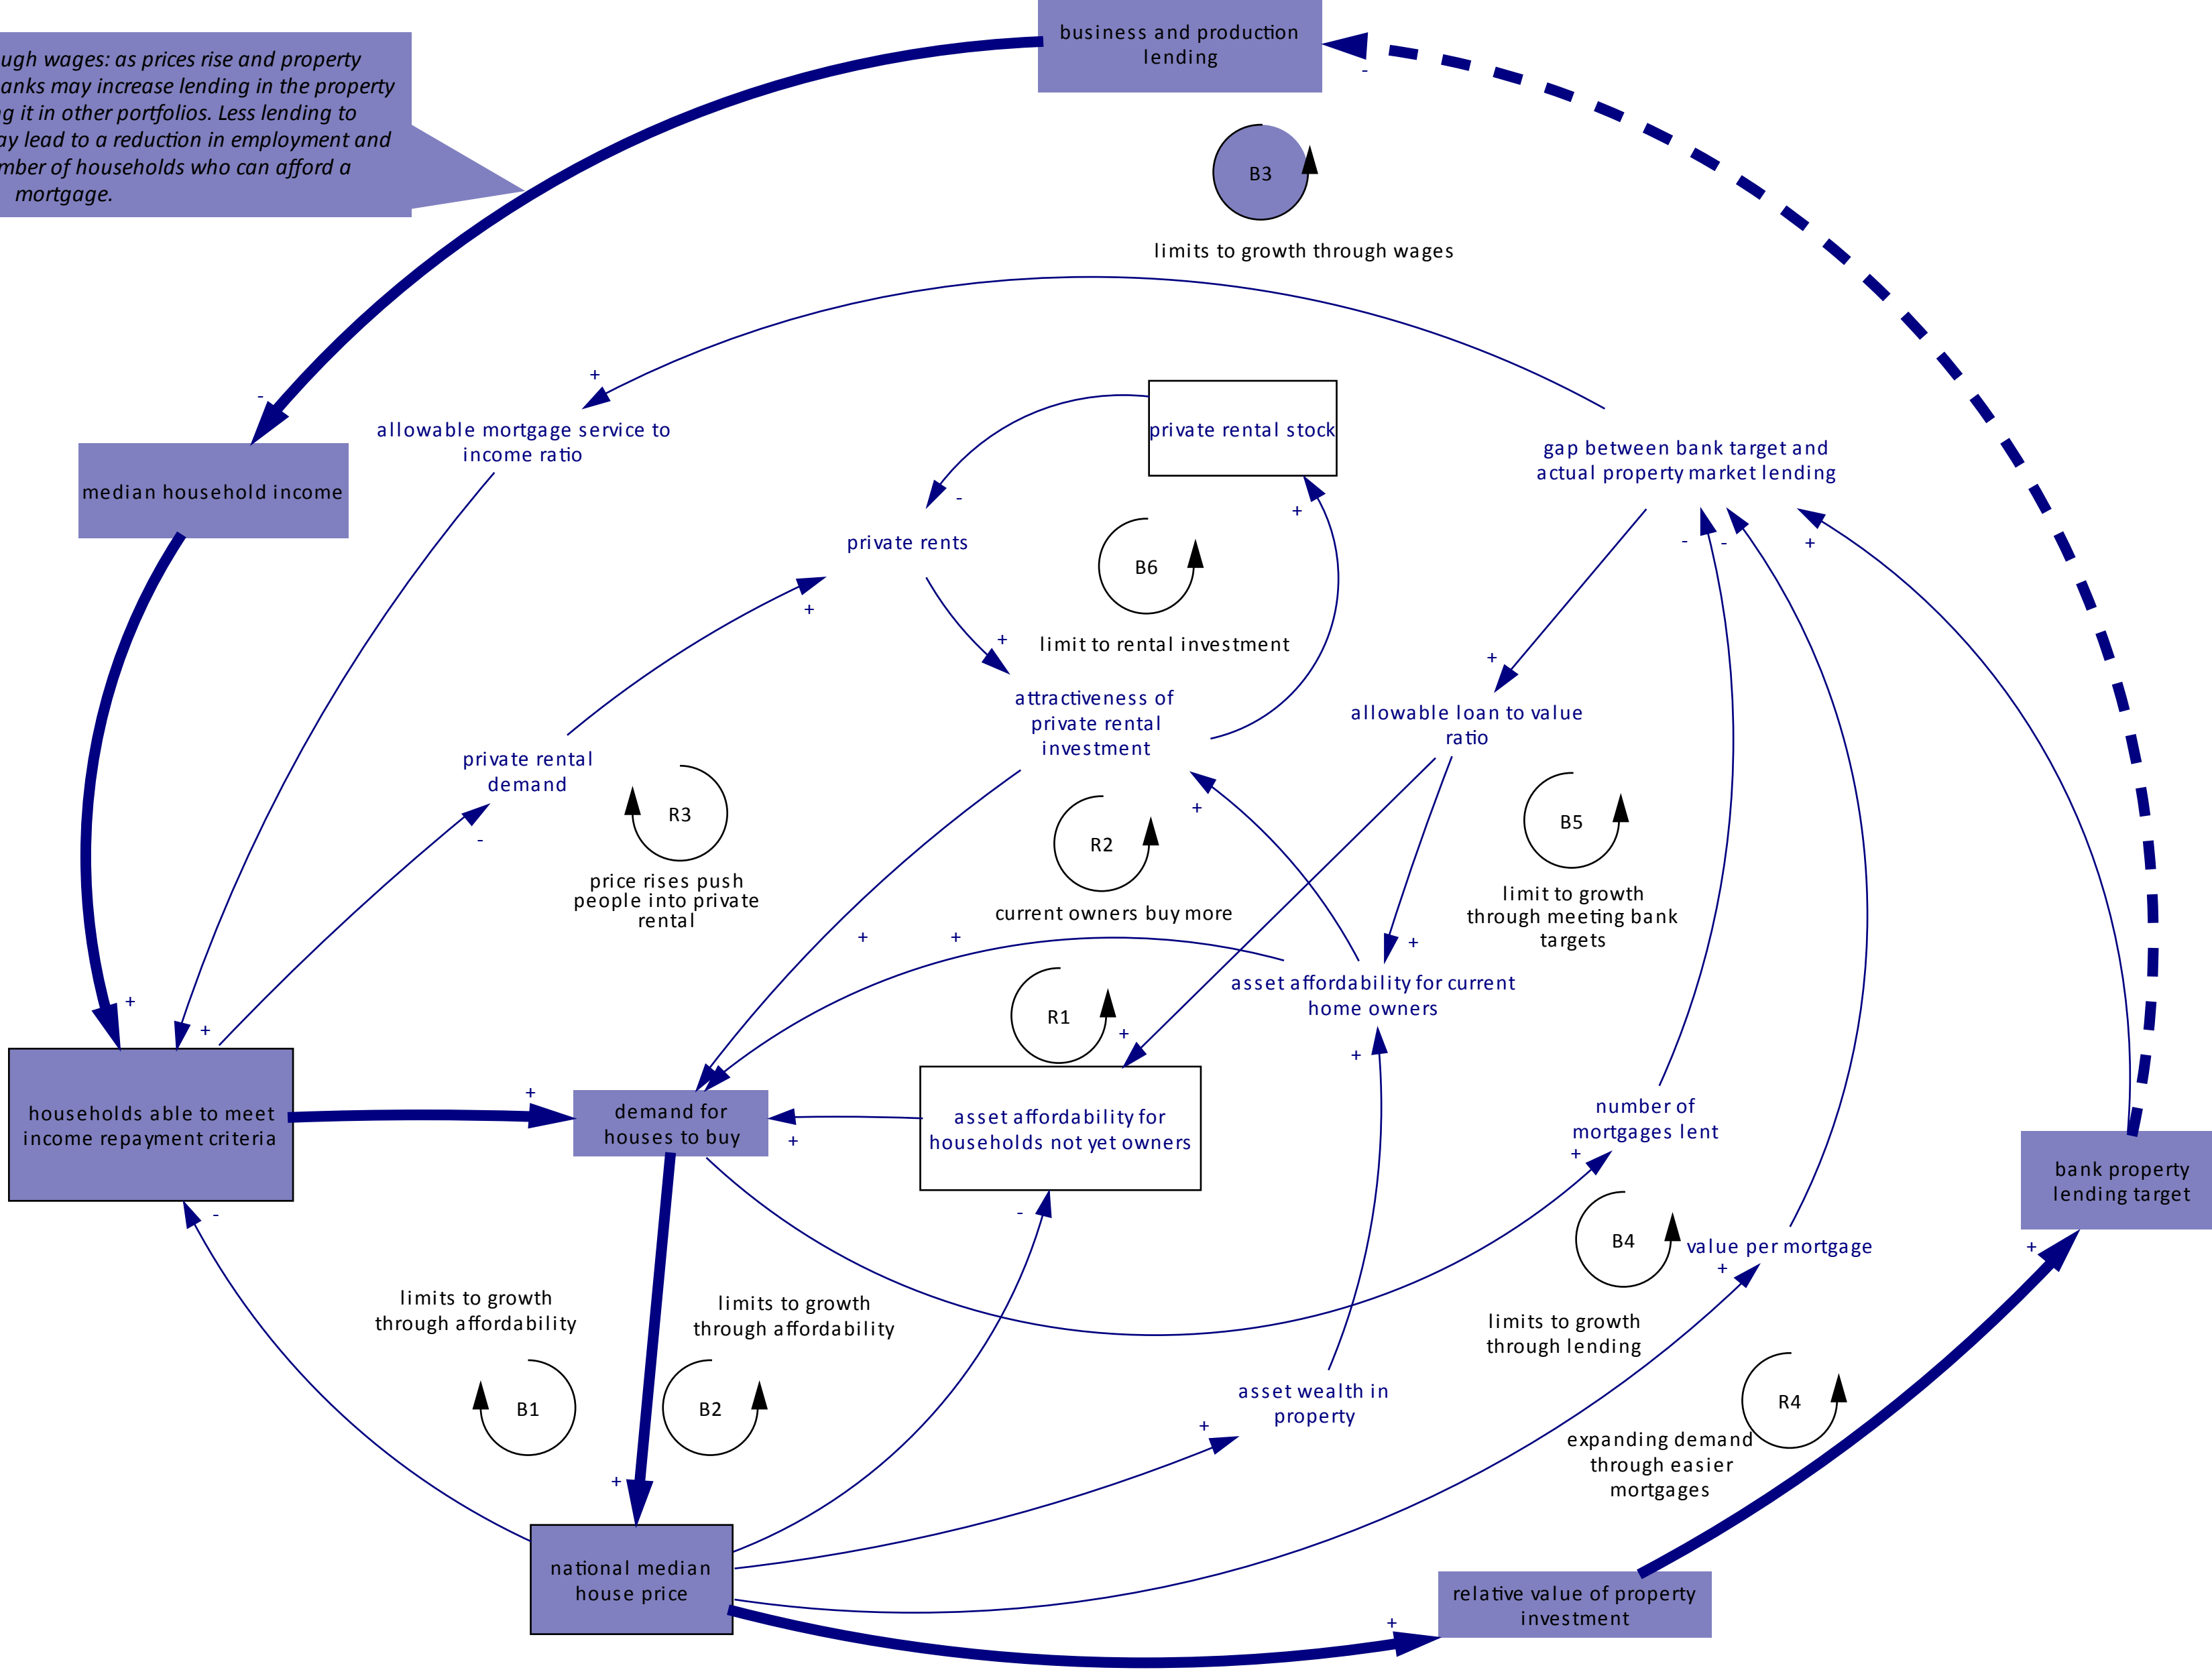 business and production
lending
ugh wages: as prices rise and property
anks may increase lending in the property
g it in other portfolios. Less lending to
ay lead to a reduction in employment and
mber of households who can afford a
mortgage.
-
B3
limits to growth through wages
+
-
allowable mortgage service to
income ratio
private rental stock
gap between bank target and
actual property market lending
median household income
-
+
private rents
- - +
B6
+
+
limit to rental investment
+
attractiveness of
private rental
investment
allowable loan to value
ratio
private rental
demand
-
R3
price rises push
people into private
rental
R2
+
current owners buy more
B5
limit to growth
through meeting bank
targets
+ +
+
asset affordability for current
home owners
R1
+
+
+
+
households able to meet
income repayment criteria
+
demand for
houses to buy
+
asset affordability for
households not yet owners
number of
mortgages lent
+
bank property
lending target
-
-
B4
value per mortgage
+
+
limits to growth
through affordability
limits to growth
through affordability
limits to growth
through lending
B1
B2
asset wealth in
property
+
R4
expanding demand
through easier
mortgages
+
national median
house price
relative value of property
investment
+